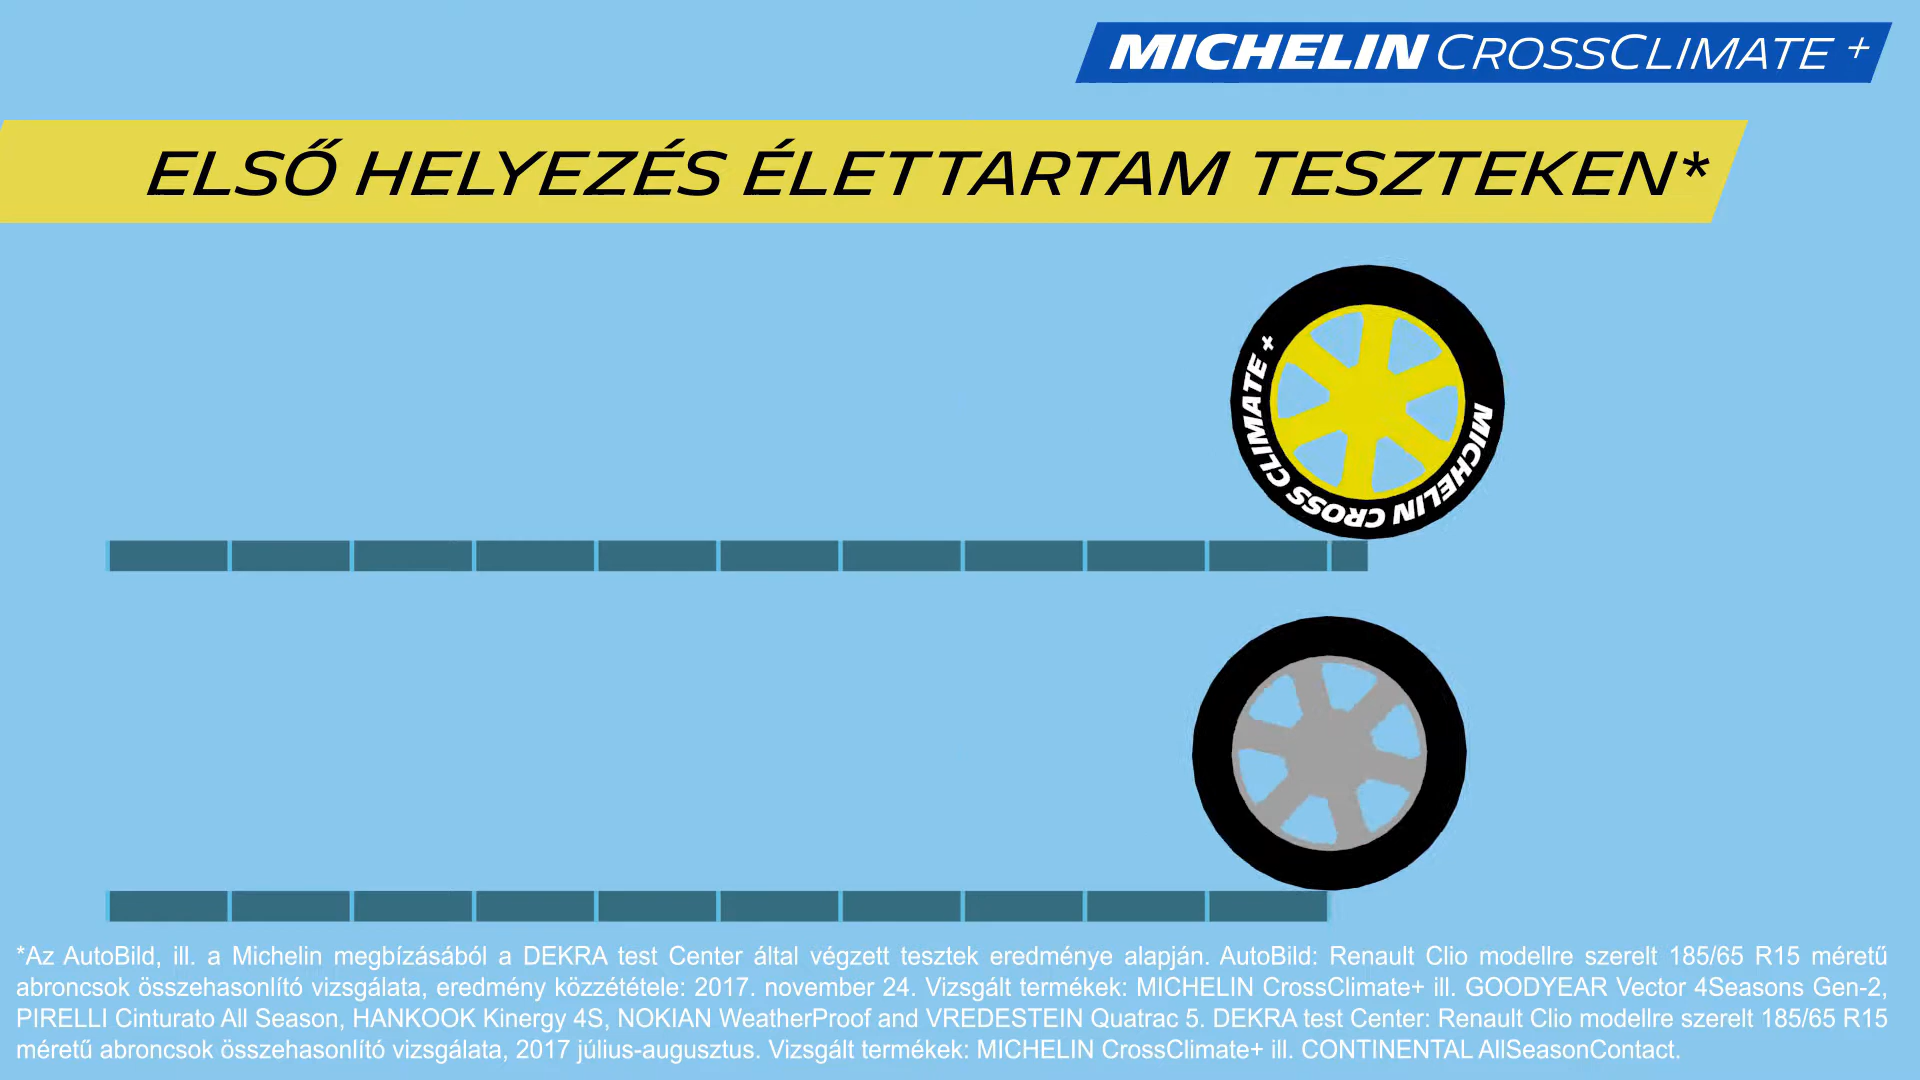 MICHELIN CROSSCLIMATE +
ELSŐ HELYEZÉS ÉLETTARTAM TESZTEKEN*
MICHELIN CROSS CLIMATE +
*Az AutoBild, ill. a Michelin megbízásából a DEKRA test Center által végzett tesztek eredménye alapján. AutoBild: Renault Clio modellre szerelt 185/65 R15 méretű
abroncsok összehasonlító vizsgálata, eredmény közzététele: 2017. november 24. Vizsgált termékek: MICHELIN CrossClimate+ ill. GOODYEAR Vector 4Seasons Gen-2,
PIRELLI Cinturato All Season, HANKOOK Kinergy 4S, NOKIAN WeatherProof and VREDESTEIN Quatrac 5. DEKRA test Center: Renault Clio modellre szerelt 185/65 R15
méretű abroncsok összehasonlító vizsgálata, 2017 július-augusztus. Vizsgált termékek: MICHELIN CrossClimate+ ill. CONTINENTAL AllSeasonContact.